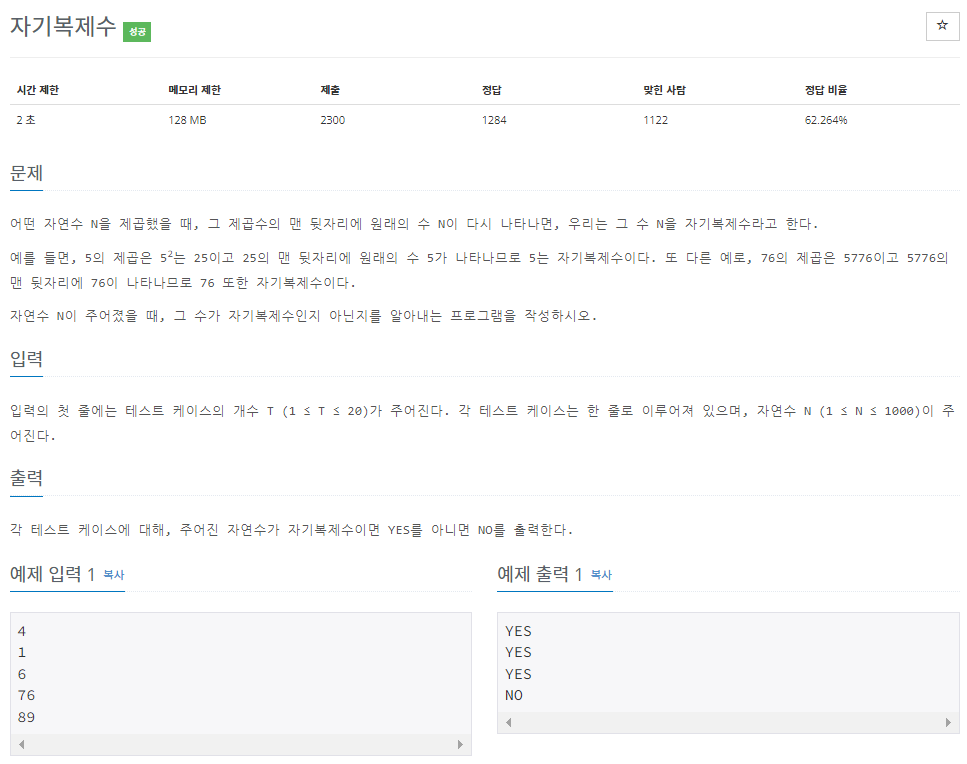 자기복제수 성공
☆
시간 제한 메모리 제한 제출 정답 맞힌 사람 정답 비율
2 초 128 MB 2300 1284 1122 62.264%
문제
어떤 자연수 N을 제곱했을 때, 그 제곱수의 맨 뒷자리에 원래의 수 N이 다시 나타나면, 우리는 그 수 N을 자기복제수라고 한다.
예를 들면, 5의 제곱은 5²는 25이고 25의 맨 뒷자리에 원래의 수 5가 나타나므로 5는 자기복제수이다. 또 다른 예로, 76의 제곱은 5776이고 5776의
맨 뒷자리에 76이 나타나므로 76 또한 자기복제수이다.
자연수 N이 주어졌을 때, 그 수가 자기복제수인지 아닌지를 알아내는 프로그램을 작성하시오.
입력
입력의 첫 줄에는 테스트 케이스의 개수 T (1 ≤ T ≤ 20)가 주어진다. 각 테스트 케이스는 한 줄로 이루어져 있으며, 자연수 N (1 ≤ N ≤ 1000)이 주
어진다.
출력
각 테스트 케이스에 대해, 주어진 자연수가 자기복제수이면 YES를 아니면 NO를 출력한다.
예제 입력 1 복사
4
1
6
76
89
예제 출력 1 복사
YES
YES
YES
NO